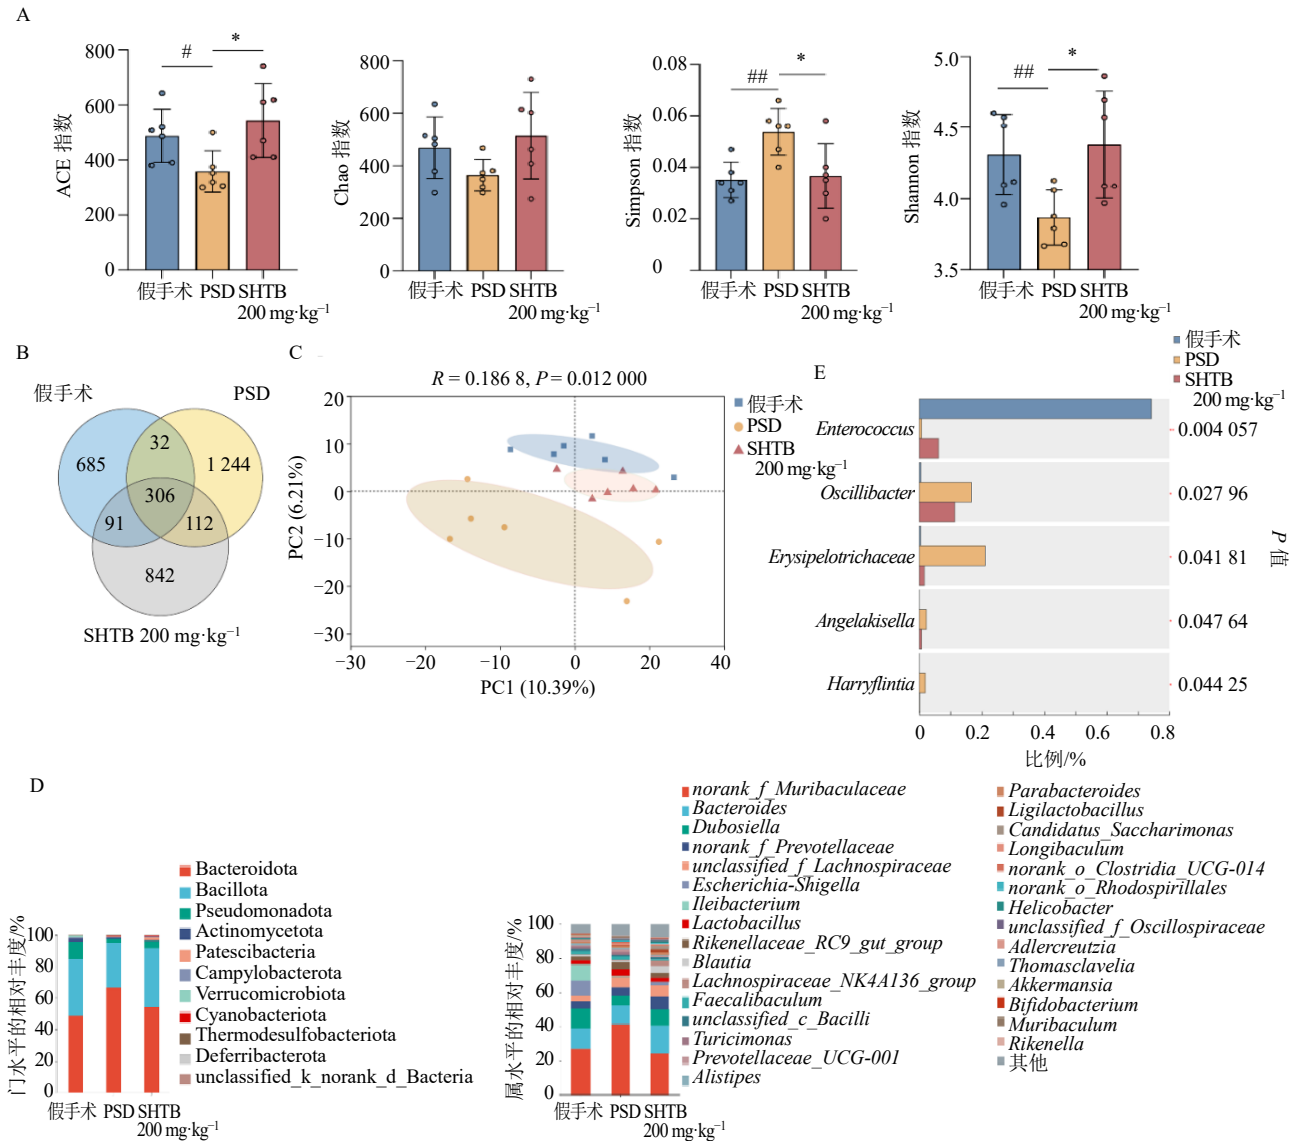 A
800
600
400
200
0
ACE 指数
#
*
假手术 PSD SHTB
200 mg·kg⁻¹
800
600
400
200
0
Chao 指数
假手术 PSD SHTB
200 mg·kg⁻¹
0.08
0.06
0.04
0.02
0
Simpson 指数
##
*
假手术 PSD SHTB
200 mg·kg⁻¹
5.0
4.5
4.0
3.5
Shannon 指数
##
*
假手术 PSD SHTB
200 mg·kg⁻¹
B
假手术
PSD
685
32
1 244
306
91
112
842
SHTB 200 mg·kg⁻¹
C
R = 0.186 8, P = 0.012 000
20
10
0
−10
−20
−30
PC2 (6.21%)
−30
−20
−10
0
20
40
PC1 (10.39%)
假手术
PSD
SHTB
200 mg·kg⁻¹
E
假手术
PSD
SHTB
200 mg·kg⁻¹
Enterococcus
0.004 057
Oscillibacter
0.027 96
Erysipelotrichaceae
0.041 81
Angelakisella
0.047 64
Harryflintia
0.044 25
P 值
0
0.2
0.4
0.6
0.8
比例/%
D
100
80
60
40
20
0
门水平的相对丰度/%
假手术 PSD SHTB
200 mg·kg⁻¹
Bacteroidota
Bacillota
Pseudomonadota
Actinomycetota
Patescibacteria
Campylobacterota
Verrucomicrobiota
Cyanobacteriota
Thermodesulfobacteriota
Deferribacterota
unclassified_k_norank_d_Bacteria
100
80
60
40
20
0
属水平的相对丰度/%
假手术 PSD SHTB
200 mg·kg⁻¹
norank_f_Muribaculaceae
Bacteroides
Dubosiella
norank_f_Prevotellaceae
unclassified_f_Lachnospiraceae
Escherichia-Shigella
Ileibacterium
Lactobacillus
Rikenellaceae_RC9_gut_group
Blautia
Lachnospiraceae_NK4A136_group
Faecalibaculum
unclassified_c_Bacilli
Turicimonas
Prevotellaceae_UCG-001
Alistipes
Parabacteroides
Ligilactobacillus
Candidatus_Saccharimonas
Longibaculum
norank_o_Clostridia_UCG-014
norank_o_Rhodospirillales
Helicobacter
unclassified_f_Oscillospiraceae
Adlercreutzia
Thomasclavelia
Akkermansia
Bifidobacterium
Muribaculum
Rikenella
其他